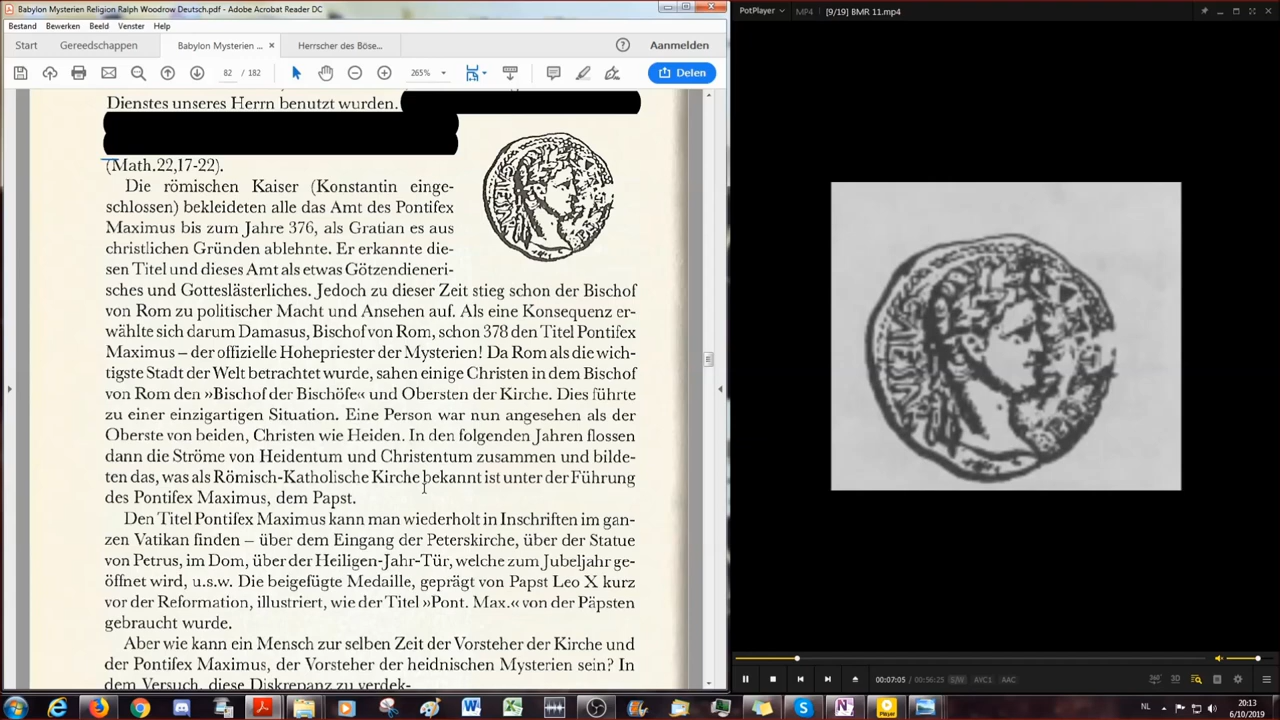 Babylon Mysterien Religion Ralph Woodrow Deutsch.pdf - Adobe Acrobat Reader DC
PotPlayer MP4 [9/19] BMR 11.mp4
Bestand Bewerken Beeld Venster Help
Start Gereedschappen Babylon Mysterien ... × Herrscher des Böse... Aanmelden
82 / 182 265% Delen
Dienstes unseres Herrn benutzt wurden.
(Math.22,17-22).
Die römischen Kaiser (Konstantin einge-
schlossen) bekleideten alle das Amt des Pontifex
Maximus bis zum Jahre 376, als Gratian es aus
christlichen Gründen ablehnte. Er erkannte die-
sen Titel und dieses Amt als etwas Götzendieneri-
sches und Gotteslästerliches. Jedoch zu dieser Zeit stieg schon der Bischof
von Rom zu politischer Macht und Ansehen auf. Als eine Konsequenz er-
wählte sich darum Damasus, Bischof von Rom, schon 378 den Titel Pontifex
Maximus – der offizielle Hohepriester der Mysterien! Da Rom als die wich-
tigste Stadt der Welt betrachtet wurde, sahen einige Christen in dem Bischof
von Rom den »Bischof der Bischöfe« und Obersten der Kirche. Dies führte
zu einer einzigartigen Situation. Eine Person war nun angesehen als der
Oberste von beiden, Christen wie Heiden. In den folgenden Jahren flossen
dann die Ströme von Heidentum und Christentum zusammen und bilde-
ten das, was als Römisch-Katholische Kirche bekannt ist unter der Führung
des Pontifex Maximus, dem Papst.
Den Titel Pontifex Maximus kann man wiederholt in Inschriften im gan-
zen Vatikan finden – über dem Eingang der Peterskirche, über der Statue
von Petrus, im Dom, über der Heiligen-Jahr-Tür, welche zum Jubeljahr ge-
öffnet wird, u.s.w. Die beigefügte Medaille, geprägt von Papst Leo X kurz
vor der Reformation, illustriert, wie der Titel »Pont. Max.« von der Päpsten
gebraucht wurde.
Aber wie kann ein Mensch zur selben Zeit der Vorsteher der Kirche und
der Pontifex Maximus, der Vorsteher der heidnischen Mysterien sein? In
dem Versuch, diese Diskrepanz zu verdek-
00:07:05 / 00:56:25 S/W AVC1 AAC 360° 3D
NL 20:13
6/10/2019